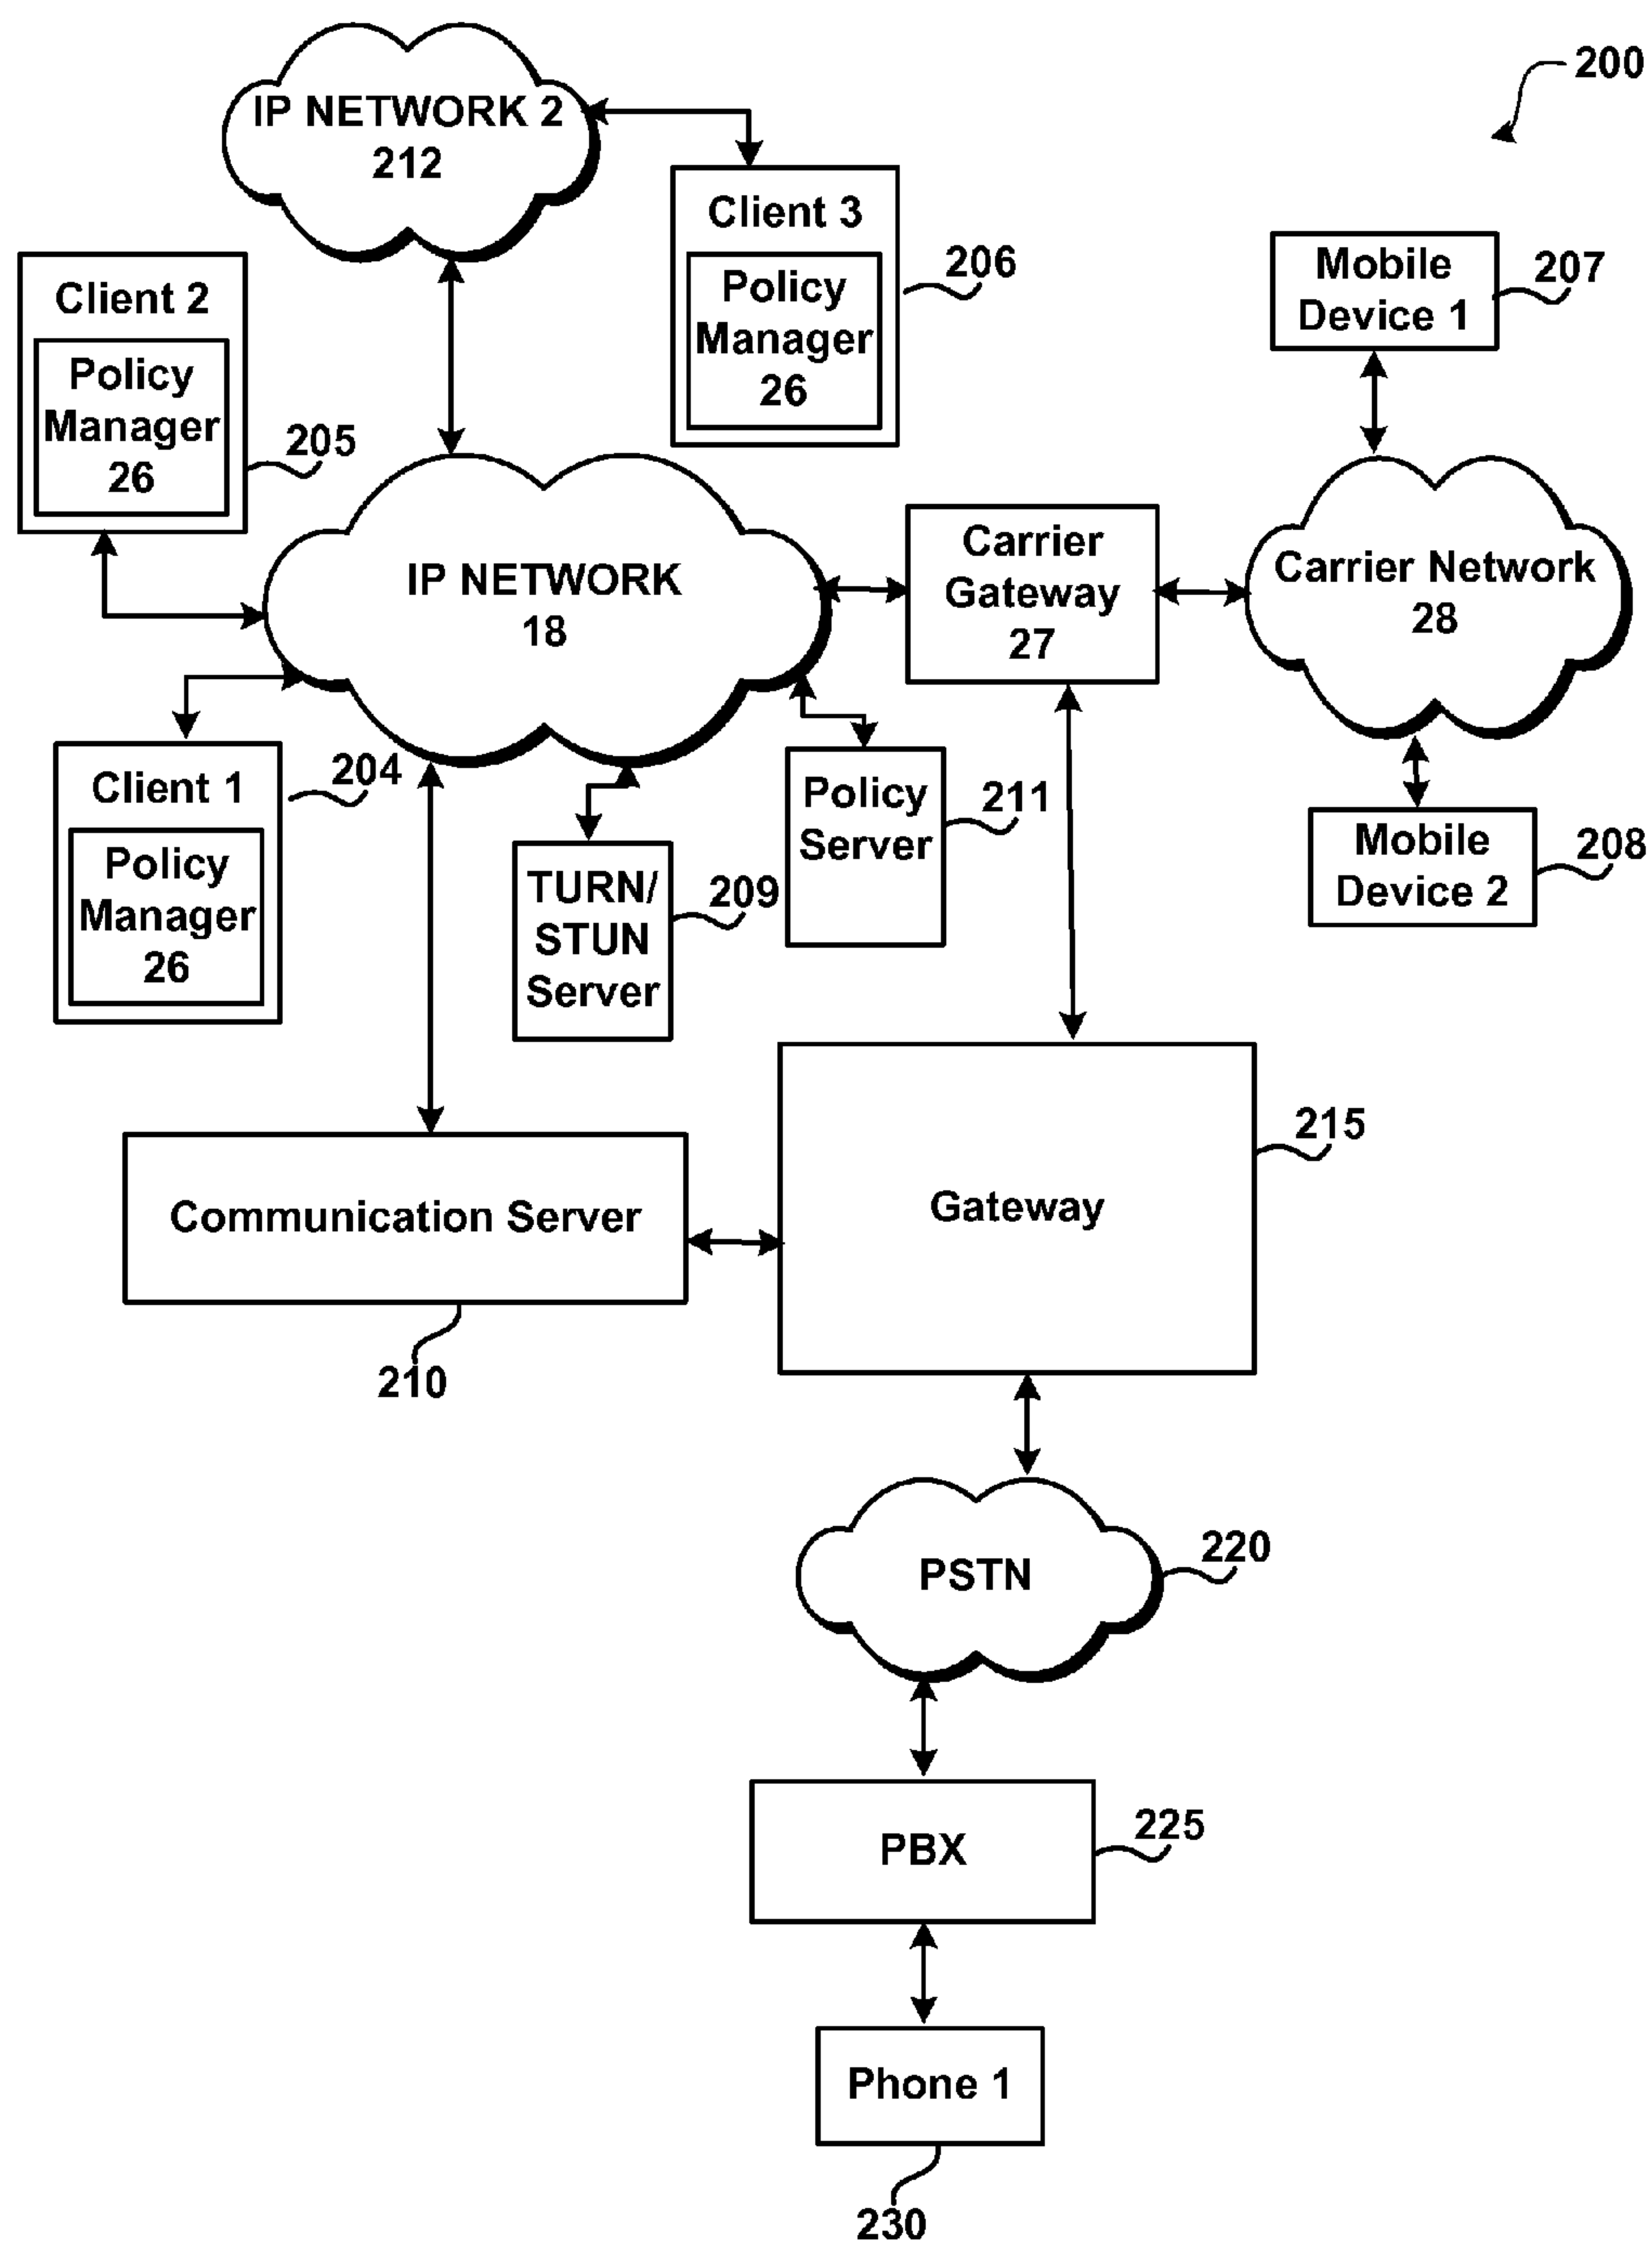 200
IP NETWORK 2
212
Client 3
Policy
Manager
26
206
Mobile
Device 1
207
Client 2
Policy
Manager
26
205
IP NETWORK
18
Carrier
Gateway
27
Carrier Network
28
Client 1
Policy
Manager
26
204
TURN/
STUN
Server
209
Policy
Server
211
Mobile
Device 2
208
Communication Server
210
Gateway
215
PSTN
220
PBX
225
Phone 1
230